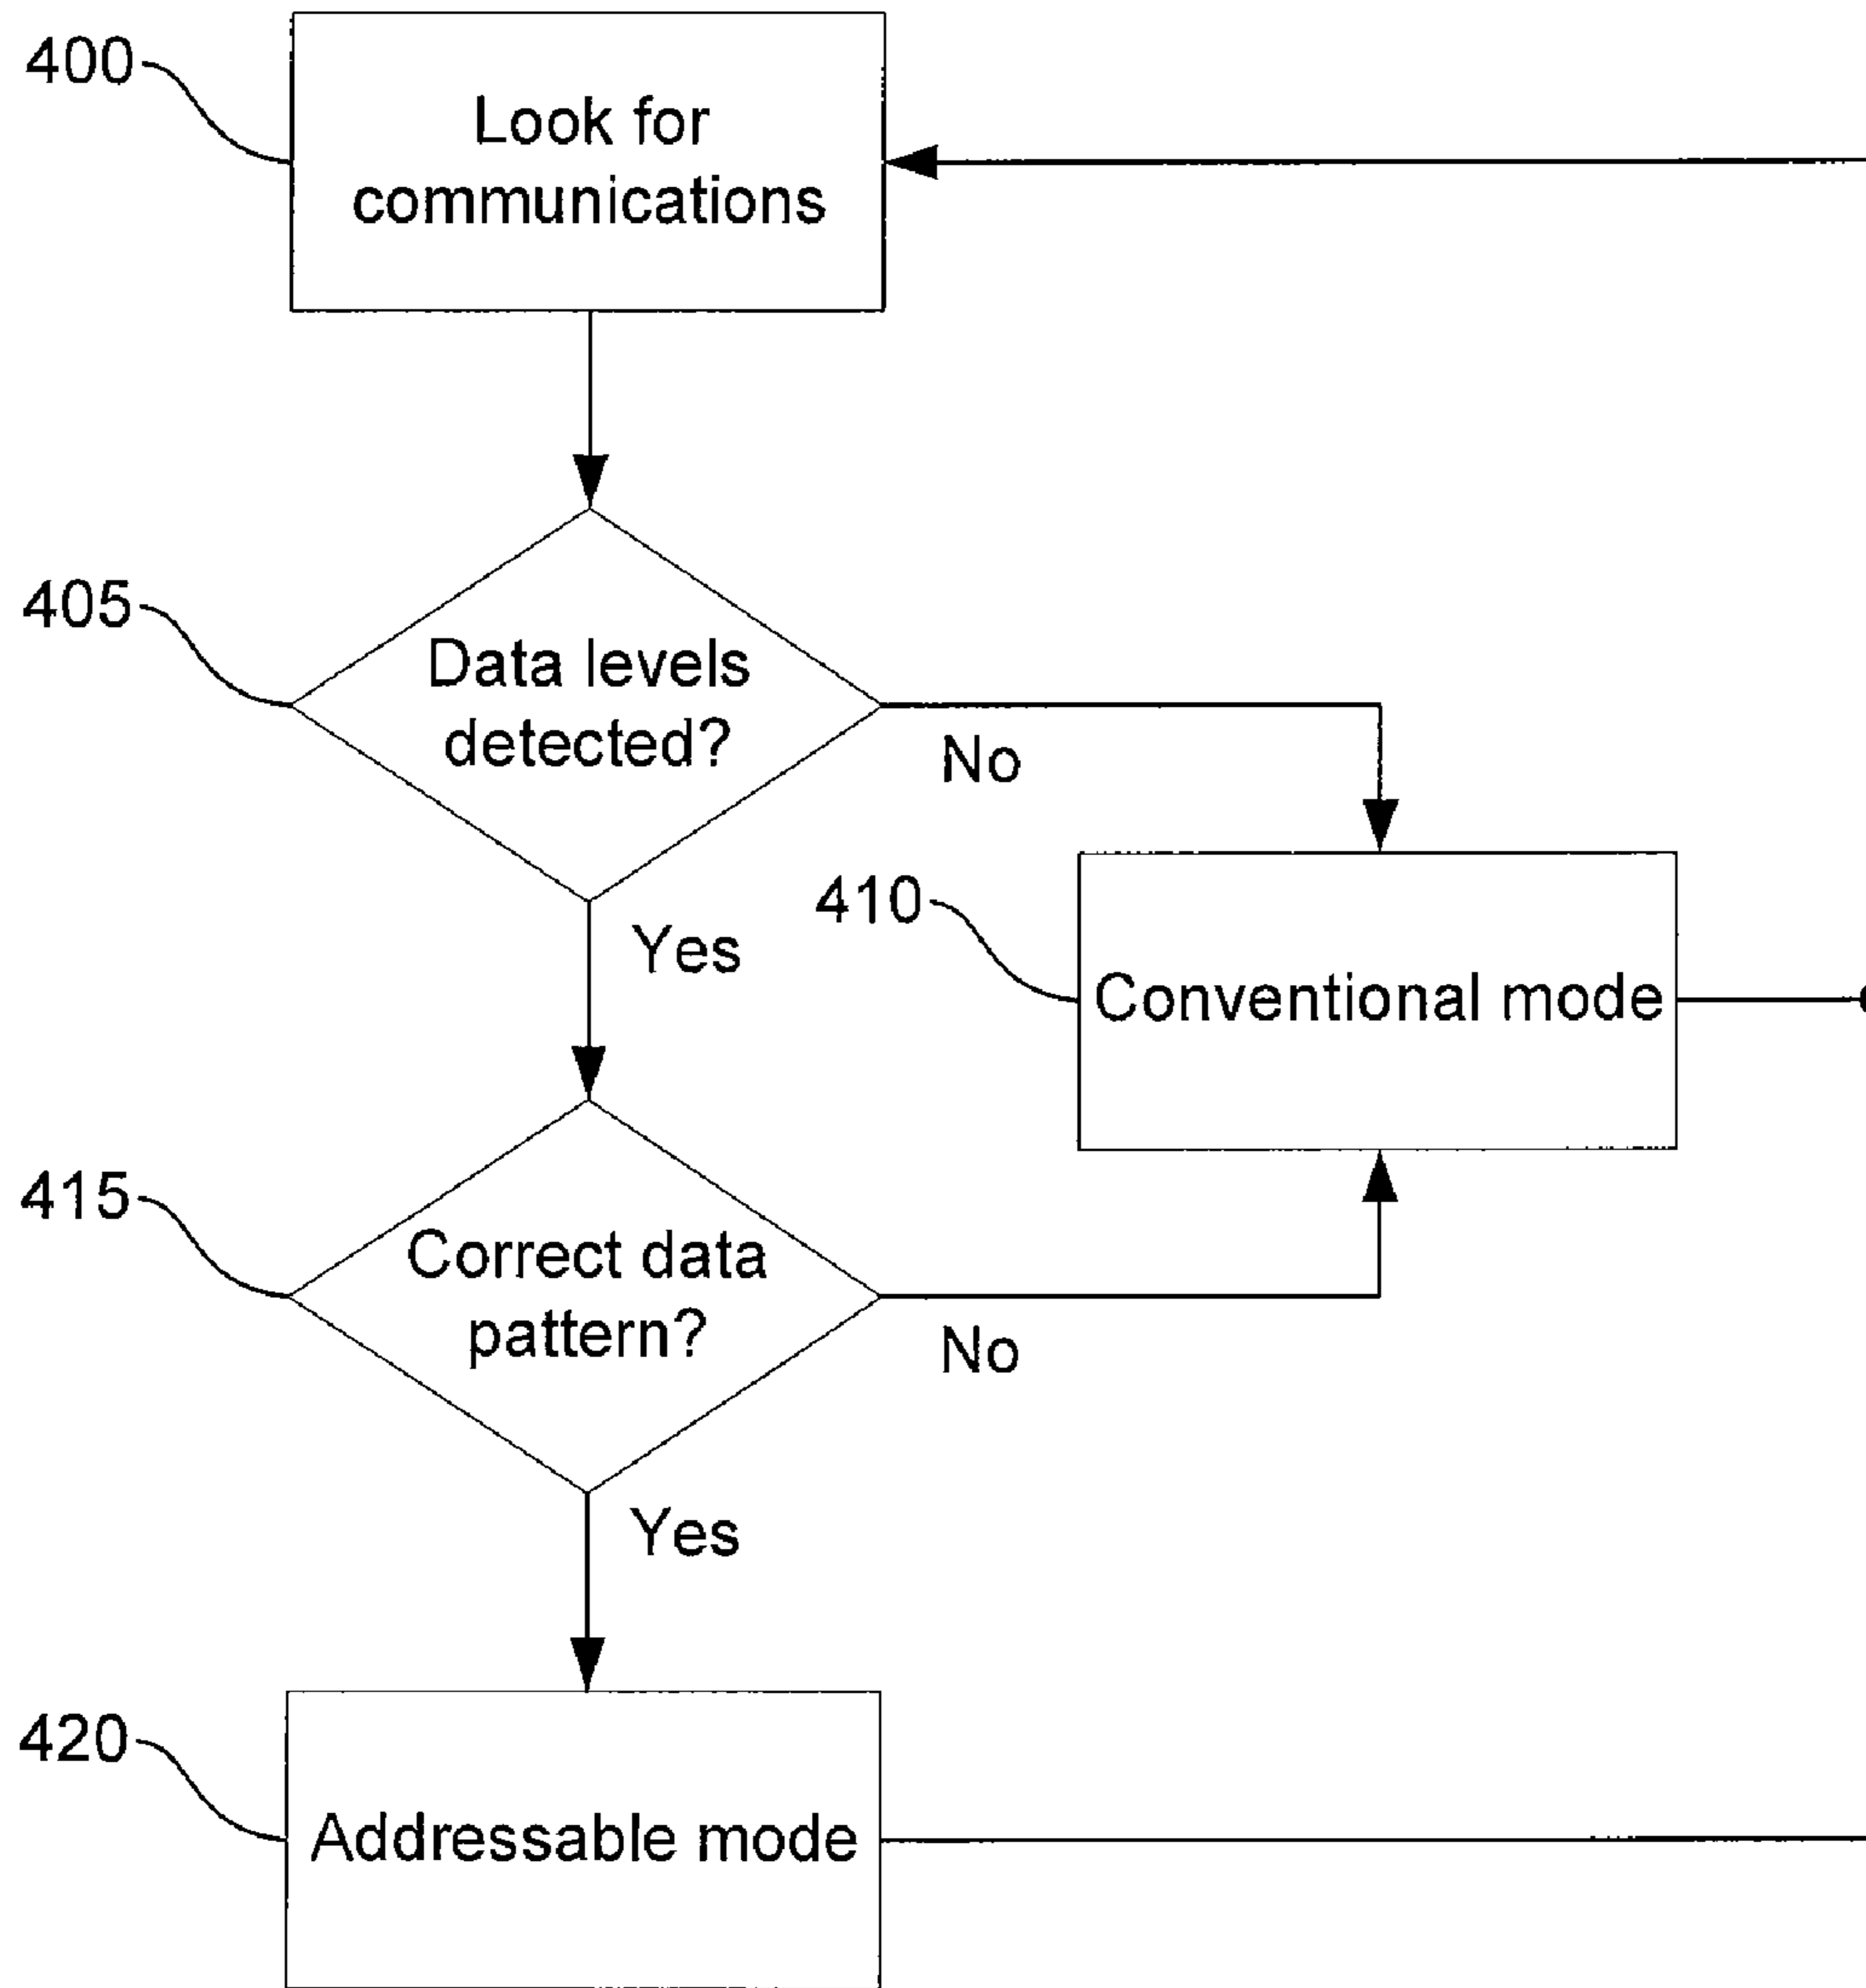 400
Look for
communications
405
Data levels
detected?
No
Yes
410
Conventional mode
415
Correct data
pattern?
No
Yes
420
Addressable mode